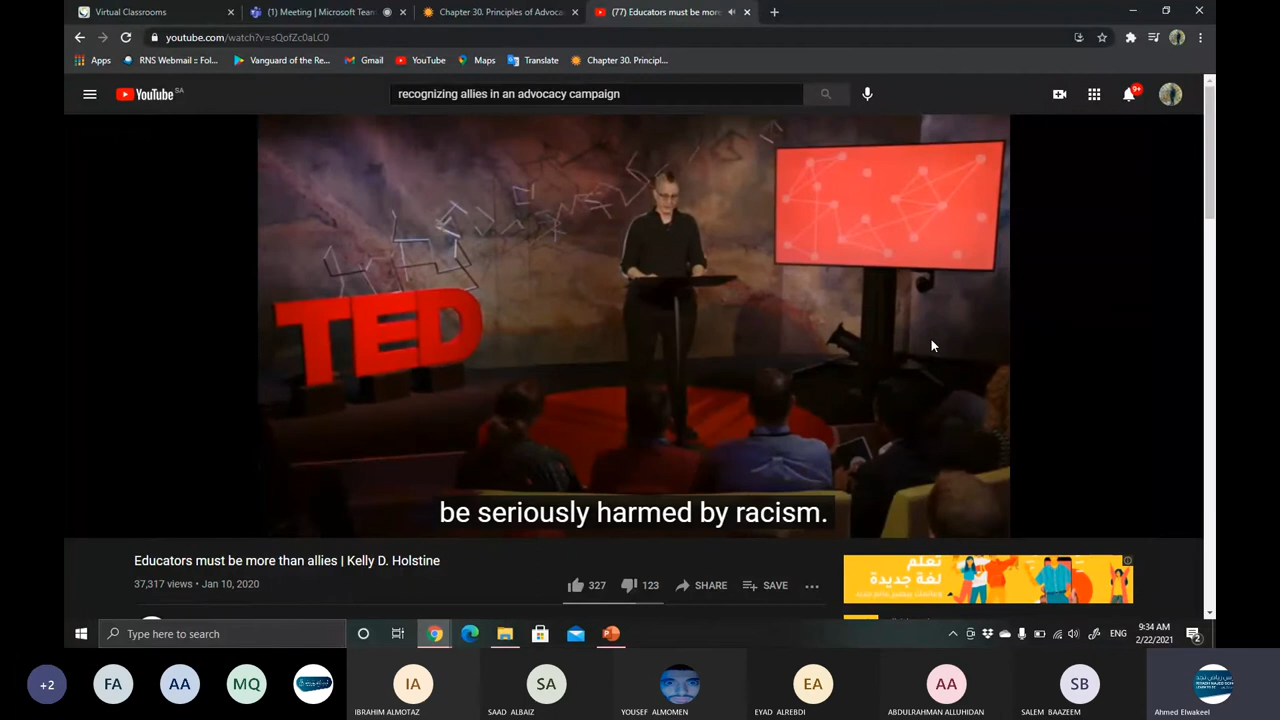 Virtual Classrooms
(1) Meeting | Microsoft Team
Chapter 30. Principles of Advoca
(77) Educators must be more
youtube.com/watch?v=sQofZc0aLC0
Apps
RNS Webmail :: Fol...
Vanguard of the Re...
Gmail
YouTube
Maps
Translate
Chapter 30. Principl...
YouTube SA
recognizing allies in an advocacy campaign
9+
TED
be seriously harmed by racism.
Educators must be more than allies | Kelly D. Holstine
37,317 views • Jan 10, 2020
327
123
SHARE
SAVE
تعلم
لغة جديدة
Type here to search
ENG
9:34 AM
2/22/2021
2
+2
FA
AA
MQ
IA
SA
EA
AA
SB
IBRAHIM ALMOTAZ
SAAD ALBAIZ
YOUSEF ALMOMEN
EYAD ALREBDI
ABDULRAHMAN ALLUHIDAN
SALEM BAAZEEM
Ahmed Elwakeel